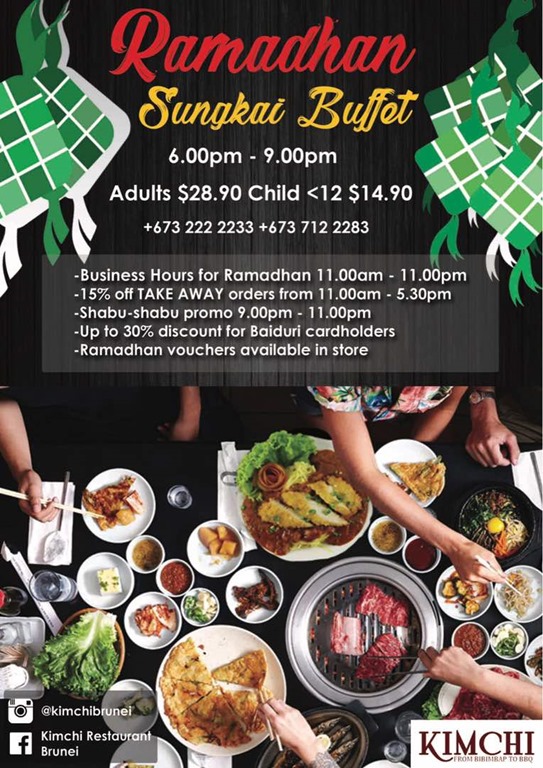 Ramadhan
Sungkai Buffet
6.00pm - 9.00pm
Adults $28.90 Child <12 $14.90
+673 222 2233 +673 712 2283
-Business Hours for Ramadhan 11.00am - 11.00pm
-15% off TAKE AWAY orders from 11.00am - 5.30pm
-Shabu-shabu promo 9.00pm - 11.00pm
-Up to 30% discount for Baiduri cardholders
-Ramadhan vouchers available in store
@kimchibrunei
Kimchi Restaurant
Brunei
KIMCHI
FROM BIBIMBAP TO BBQ